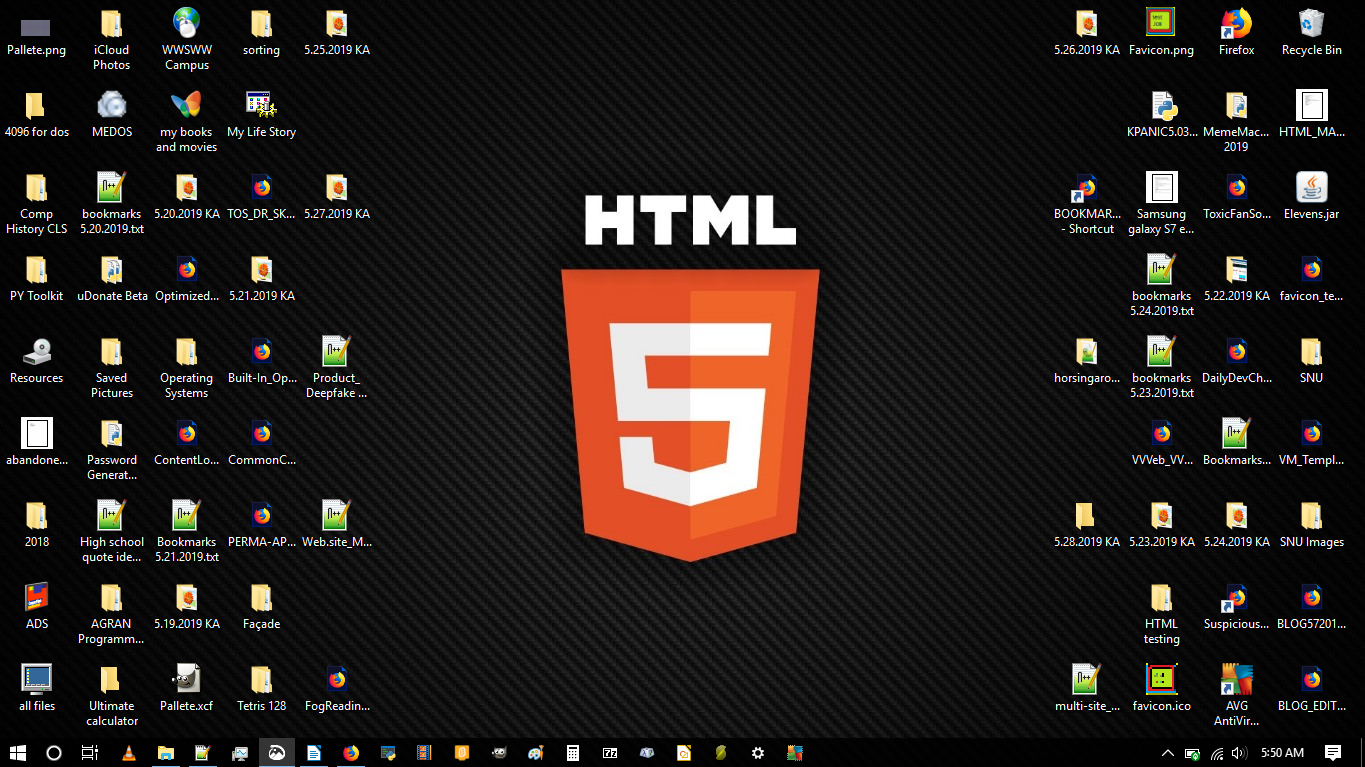 Pallete.png
iCloud
Photos
WWSWW
Campus
sorting
5.25.2019 KA
5.26.2019 KA
Favicon.png
Firefox
Recycle Bin
4096 for dos
MEDOS
my books
and movies
My Life Story
KPANIC5.03...
MemeMac...
2019
HTML_MA...
Comp
History CLS
bookmarks
5.20.2019.txt
5.20.2019 KA
TOS_DR_SK...
5.27.2019 KA
HTML
5
BOOKMAR...
- Shortcut
Samsung
galaxy S7 e...
ToxicFanSo...
Elevens.jar
PY Toolkit
uDonate Beta
Optimized...
5.21.2019 KA
bookmarks
5.24.2019.txt
5.22.2019 KA
favicon_te...
Resources
Saved
Pictures
Operating
Systems
Built-In_Op...
Product_
Deepfake ...
horsingaro...
bookmarks
5.23.2019.txt
DailyDevCh...
SNU
abandone...
Password
Generat...
ContentLo...
CommonC...
VVVeb_VV...
Bookmarks...
VM_Templ...
2018
High school
quote ide...
Bookmarks
5.21.2019.txt
PERMA-AP...
Web.site_M...
5.28.2019 KA
5.23.2019 KA
5.24.2019 KA
SNU Images
ADS
AGRAN
Programm...
5.19.2019 KA
Façade
HTML
testing
Suspicious...
BLOG57201...
all files
Ultimate
calculator
Pallete.xcf
Tetris 128
FogReadin...
multi-site_...
favicon.ico
AVG
AntiVir...
BLOG_EDIT...
5:50 AM